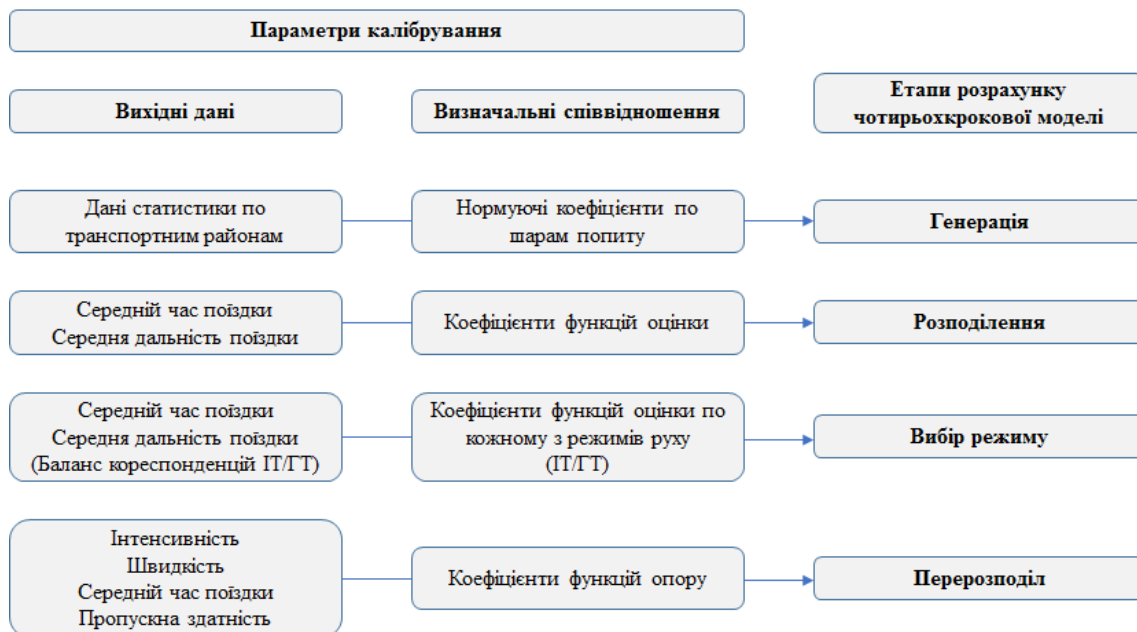 Параметри калібрування
Вихідні дані
Визначальні співвідношення
Етапи розрахунку
чотирьохкрокової моделі
Дані статистики по
транспортним районам
Нормуючі коефіцієнти по
шарам попиту
Генерація
Середній час поїздки
Середня дальність поїздки
Коефіцієнти функцій оцінки
Розподілення
Середній час поїздки
Середня дальність поїздки
(Баланс кореспонденцій ІТ/ГТ)
Коефіцієнти функцій оцінки по
кожному з режимів руху
(ІТ/ГТ)
Вибір режиму
Інтенсивність
Швидкість
Середній час поїздки
Пропускна здатність
Коефіцієнти функцій опору
Перерозподіл